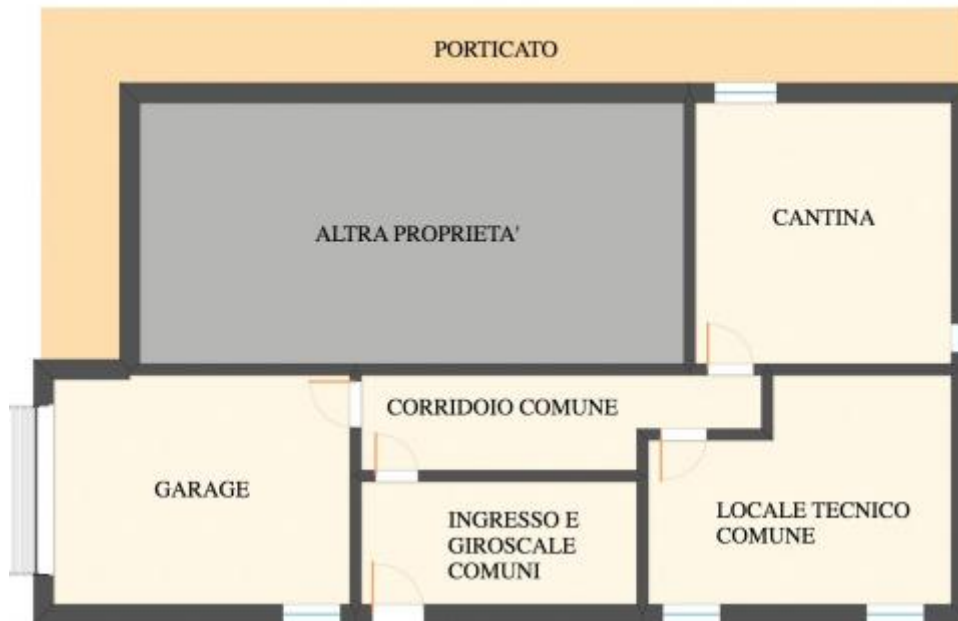 PORTICATO
ALTRA PROPRIETA'
CANTINA
CORRIDOIO COMUNE
GARAGE
INGRESSO E
GIROSCALE
COMUNI
LOCALE TECNICO
COMUNE